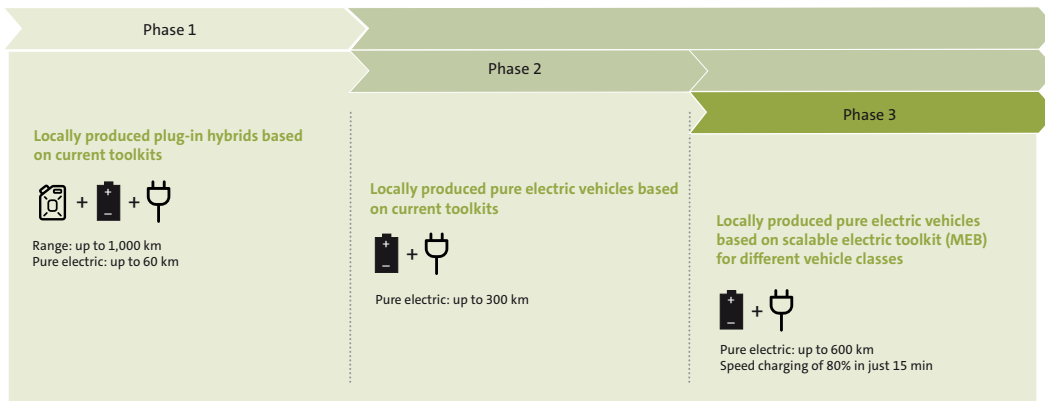 Phase 1
Phase 2
Phase 3
Locally produced plug-in hybrids based
on current toolkits
+ +
Range: up to 1,000 km
Pure electric: up to 60 km
Locally produced pure electric vehicles based
on current toolkits
+
Pure electric: up to 300 km
Locally produced pure electric vehicles
based on scalable electric toolkit (MEB)
for different vehicle classes
+
Pure electric: up to 600 km
Speed charging of 80% in just 15 min